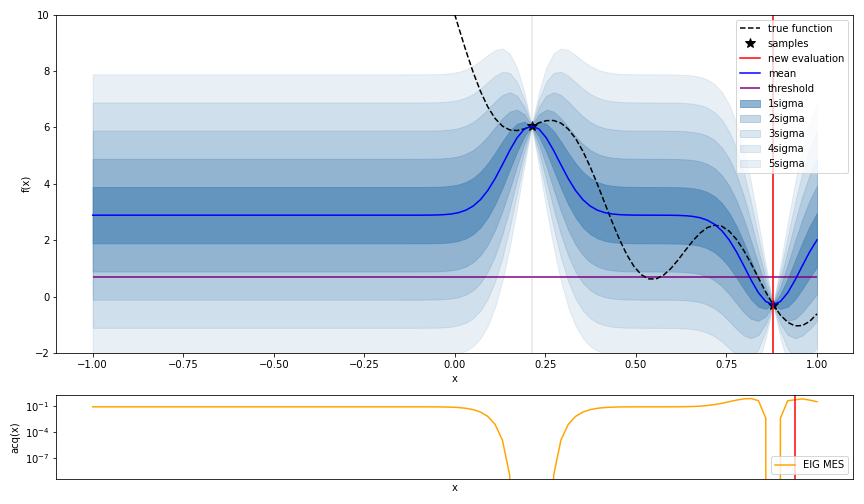 10
8
6
4
2
0
−2
f(x)
true function
samples
new evaluation
mean
threshold
1sigma
2sigma
3sigma
4sigma
5sigma
−1.00 −0.75 −0.50 −0.25 0.00 0.25 0.50 0.75 1.00
x
10⁻¹
10⁻⁴
10⁻⁷
acq(x)
EIG MES
x